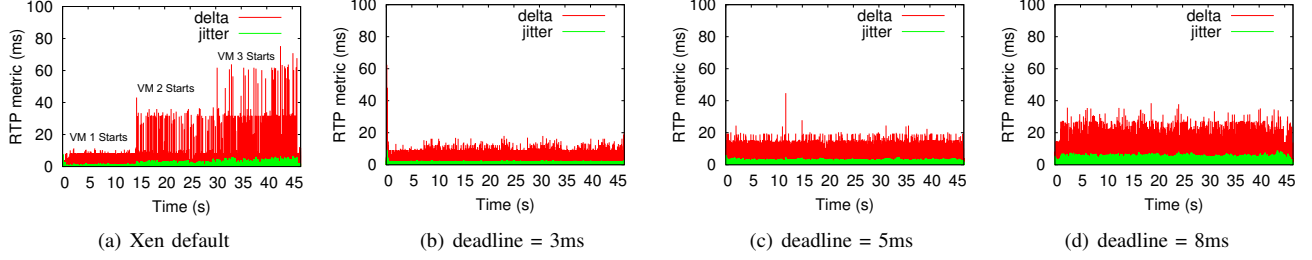 RTP metric (ms)
100
80
60
40
20
0
delta
jitter
VM 3 Starts
VM 2 Starts
VM 1 Starts
0 5 10 15 20 25 30 35 40 45
Time (s)
(a) Xen default
RTP metric (ms)
100
80
60
40
20
0
delta
jitter
0 5 10 15 20 25 30 35 40 45
Time (s)
(b) deadline = 3ms
RTP metric (ms)
100
80
60
40
20
0
delta
jitter
0 5 10 15 20 25 30 35 40 45
Time (s)
(c) deadline = 5ms
RTP metric (ms)
100
80
60
40
20
0
delta
jitter
0 5 10 15 20 25 30 35 40 45
Time (s)
(d) deadline = 8ms